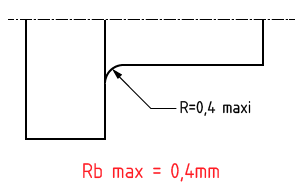 R=0,4 maxi
Rb max = 0,4mm